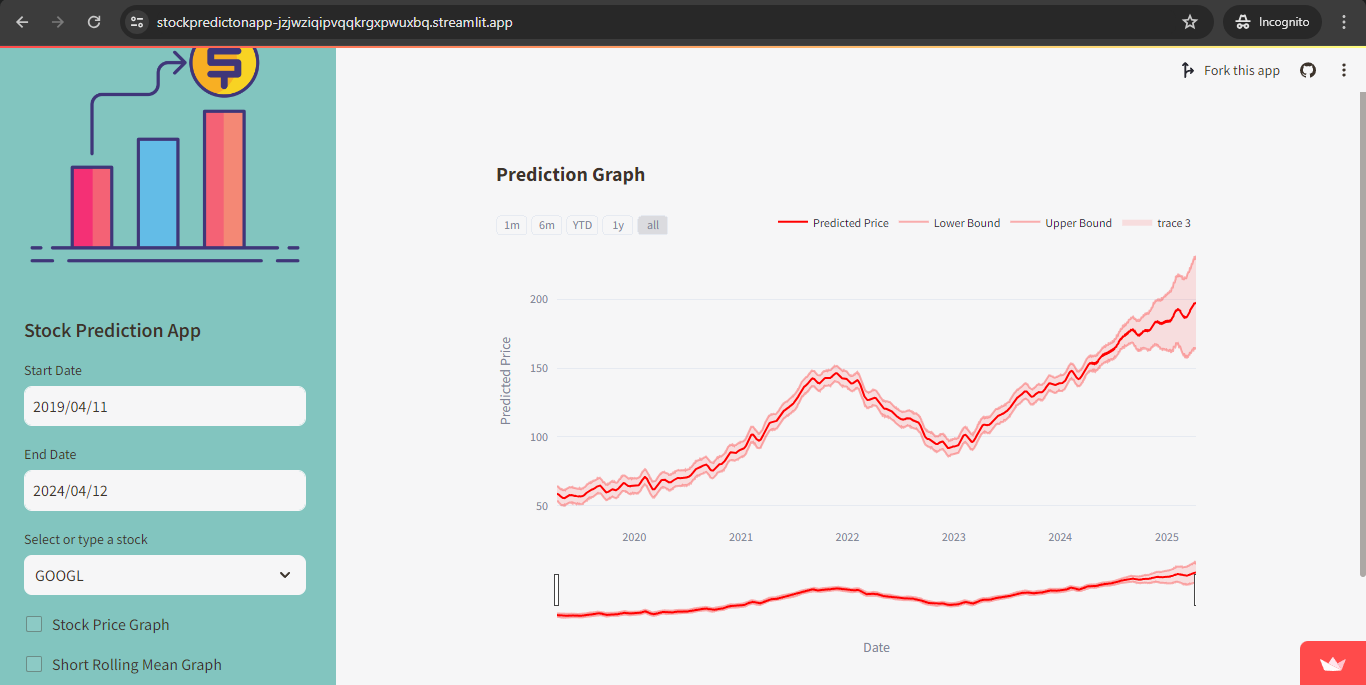 stockpredictonapp-jzjwziqipvqqkrgxpwuxbq.streamlit.app
Incognito
Fork this app
Stock Prediction App
Start Date
2019/04/11
End Date
2024/04/12
Select or type a stock
GOOGL
Stock Price Graph
Short Rolling Mean Graph
Prediction Graph
1m 6m YTD 1y all
Predicted Price Lower Bound Upper Bound trace 3
Predicted Price
200
150
100
50
2020 2021 2022 2023 2024 2025
Date